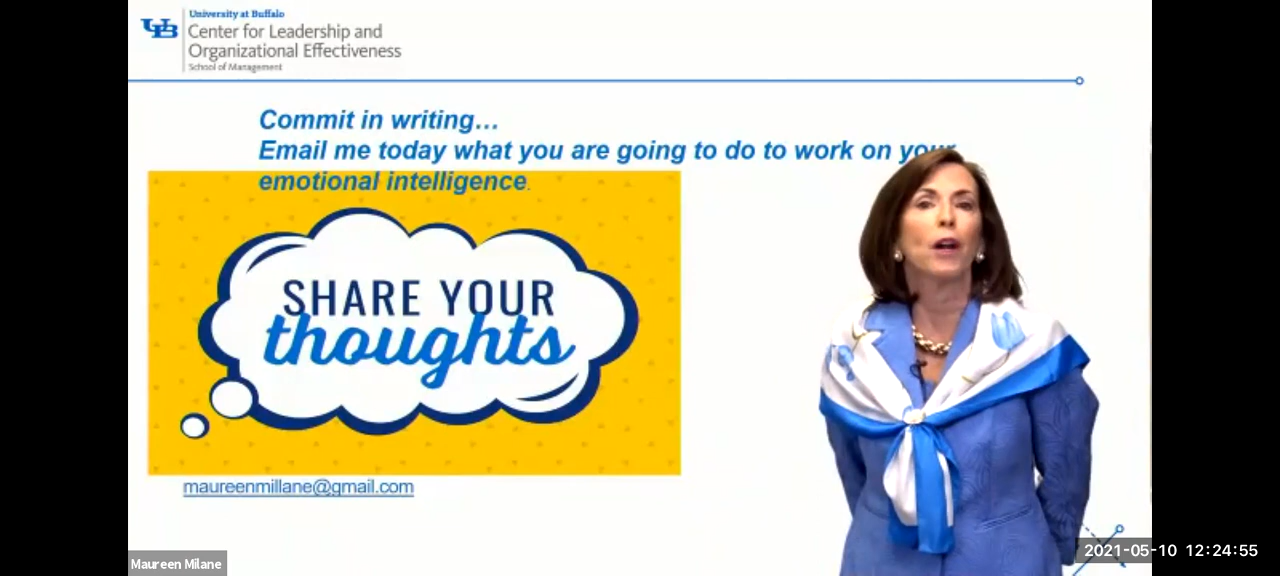 University at Buffalo
UB
Center for Leadership and
Organizational Effectiveness
School of Management
Commit in writing…
Email me today what you are going to do to work on your
emotional intelligence.
SHARE YOUR
thoughts
maureenmillane@gmail.com
Maureen Milane
2021-05-10 12:24:55